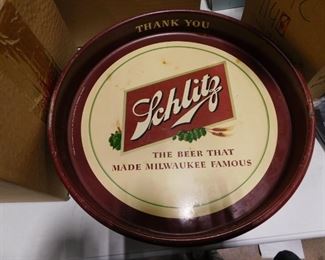 THANK YOU
Schlitz
THE BEER THAT
MADE MILWAUKEE FAMOUS